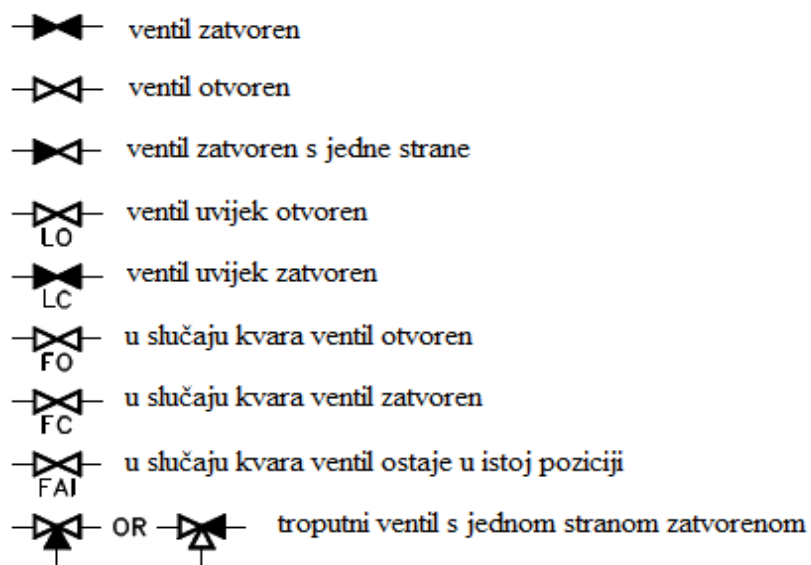 ventil zatvoren
ventil otvoren
ventil zatvoren s jedne strane
ventil uvijek otvoren
LO
ventil uvijek zatvoren
LC
u slučaju kvara ventil otvoren
FO
u slučaju kvara ventil zatvoren
FC
u slučaju kvara ventil ostaje u istoj poziciji
FAI
OR troputni ventil s jednom stranom zatvorenom